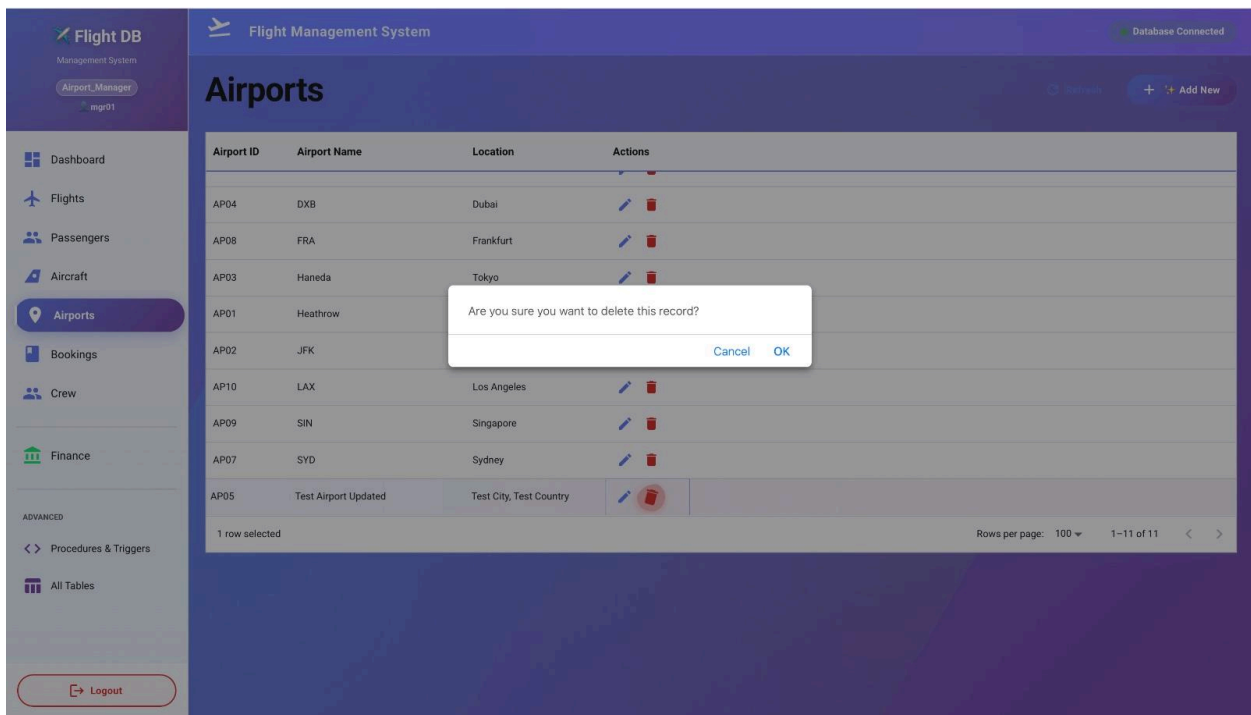 Flight DB
Management System
Airport_Manager
mgr01
Dashboard
Flights
Passengers
Aircraft
Airports
Bookings
Crew
Finance
ADVANCED
Procedures & Triggers
All Tables
Logout
Flight Management System
Database Connected
Airports
Refresh
Add New
Airport ID Airport Name Location Actions
AP04 DXB Dubai
AP08 FRA Frankfurt
AP03 Haneda Tokyo
AP01 Heathrow
AP02 JFK
AP10 LAX Los Angeles
AP09 SIN Singapore
AP07 SYD Sydney
AP05 Test Airport Updated Test City, Test Country
1 row selected Rows per page: 100 1–11 of 11
Are you sure you want to delete this record?
Cancel OK